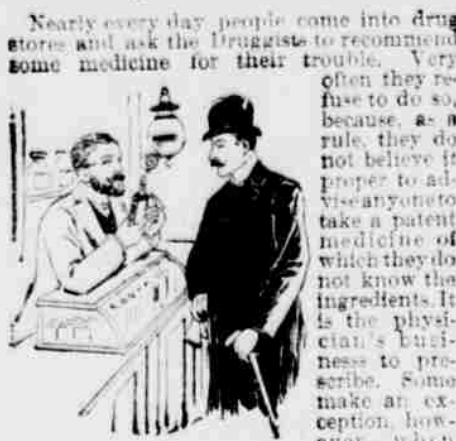 Nearly every day people come into drug
stores and ask the Druggists to recommend
some medicine for their trouble. Very
often they re-
fuse to do so,
because, as a
rule, they do
not believe it
proper to ad-
vise anyone to
take a patent
medicine of
which they do
not know the
ingredients. It
is the physi-
cian's busi-
ness to pre-
scribe. Some
make an ex-
ception, how-